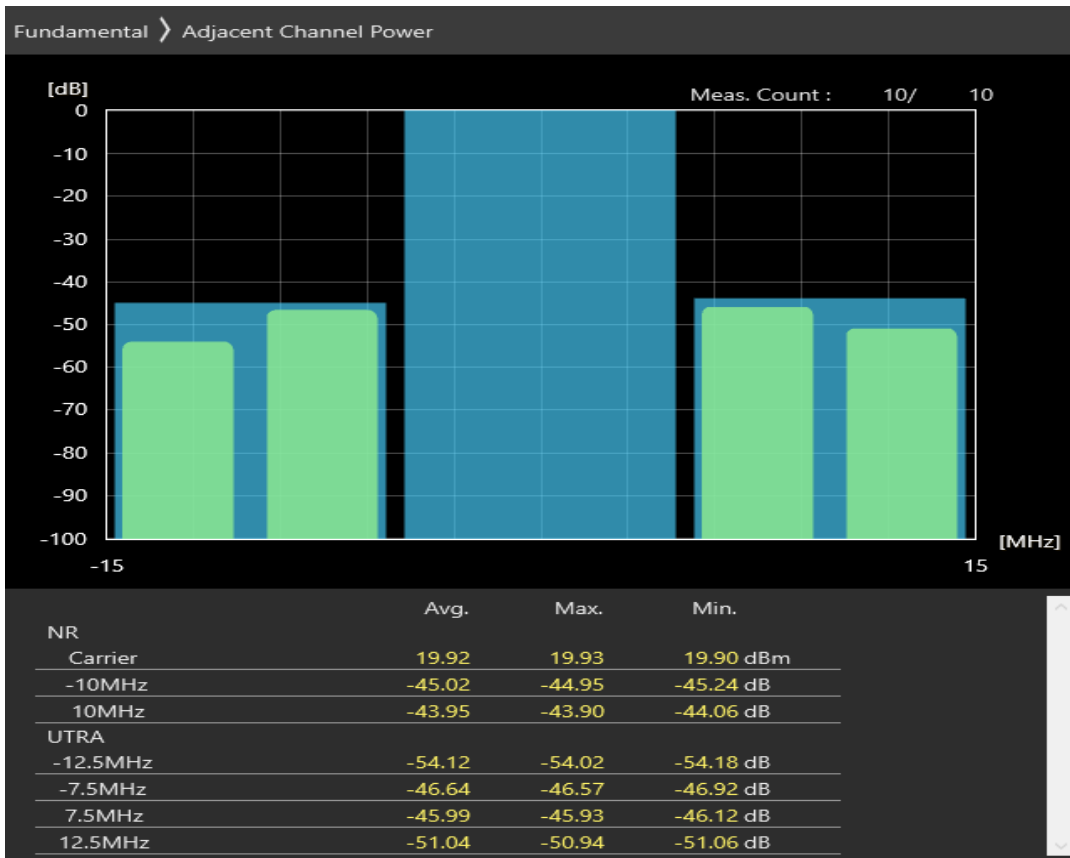 Fundamental 〉 Adjacent Channel Power
[dB]
Meas. Count : 10/ 10
0
-10
-20
-30
-40
-50
-60
-70
-80
-90
-100
[MHz]
-15 15
Avg. Max. Min.
NR
Carrier 19.92 19.93 19.90 dBm
-10MHz -45.02 -44.95 -45.24 dB
10MHz -43.95 -43.90 -44.06 dB
UTRA
-12.5MHz -54.12 -54.02 -54.18 dB
-7.5MHz -46.64 -46.57 -46.92 dB
7.5MHz -45.99 -45.93 -46.12 dB
12.5MHz -51.04 -50.94 -51.06 dB